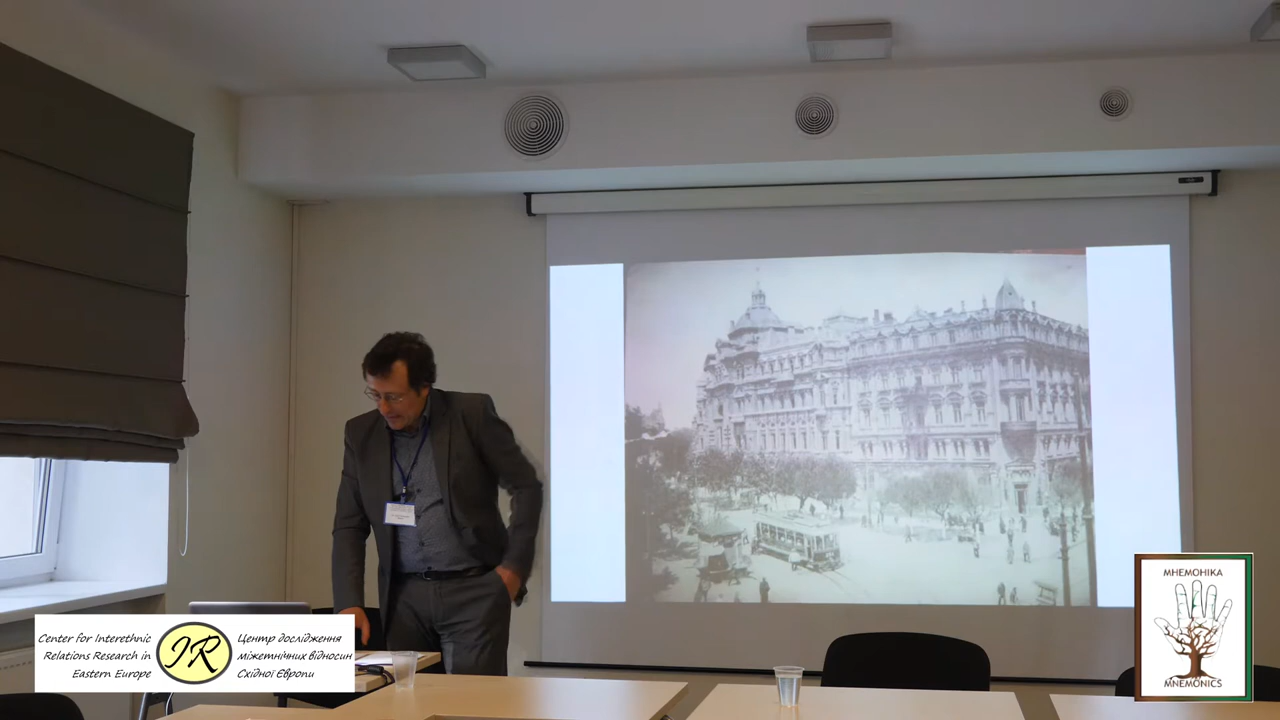 Center for Interethnic
Relations Research in
Eastern Europe
IR
Центр дослідження
міжетнічних відносин
Східної Європи
МНЕМОНІКА
MNEMONICS